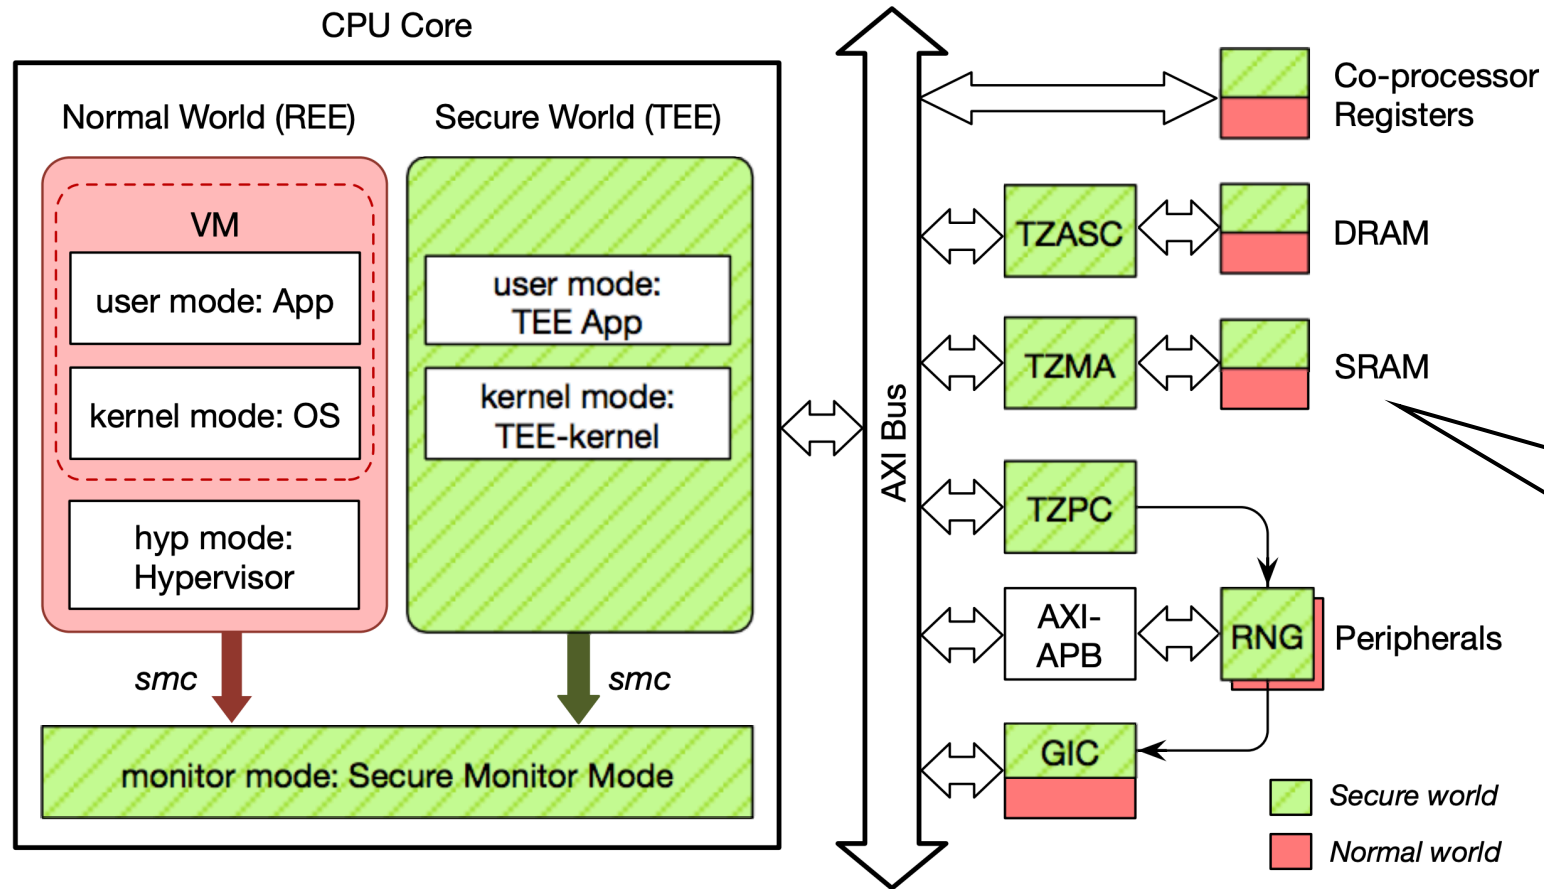 CPU Core
Normal World (REE)
Secure World (TEE)
VM
user mode: App
kernel mode: OS
hyp mode:
Hypervisor
user mode:
TEE App
kernel mode:
TEE-kernel
smc
smc
monitor mode: Secure Monitor Mode
AXI Bus
Co-processor
Registers
TZASC
DRAM
TZMA
SRAM
TZPC
AXI-
APB
RNG
Peripherals
GIC
Secure world
Normal world